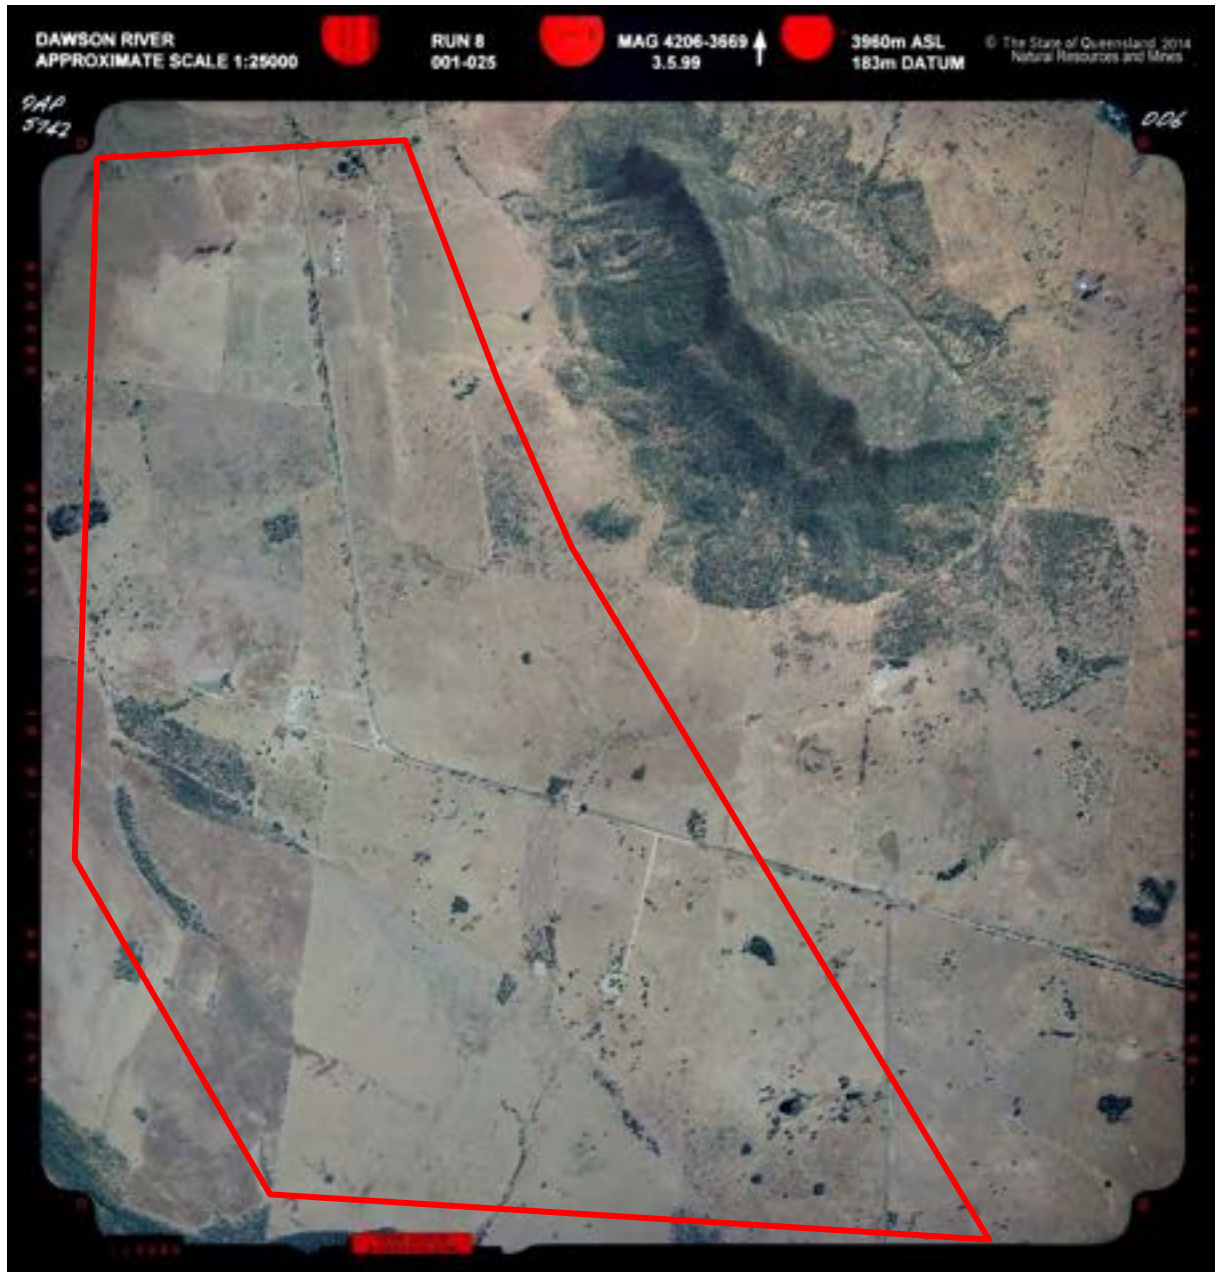 DAWSON RIVER
APPROXIMATE SCALE 1:25000
RUN 8
001-025
MAG 4206-3669
3.5.99
3960m ASL
183m DATUM
© The State of Queensland 2014
Natural Resources and Mines
QAP
5742
006